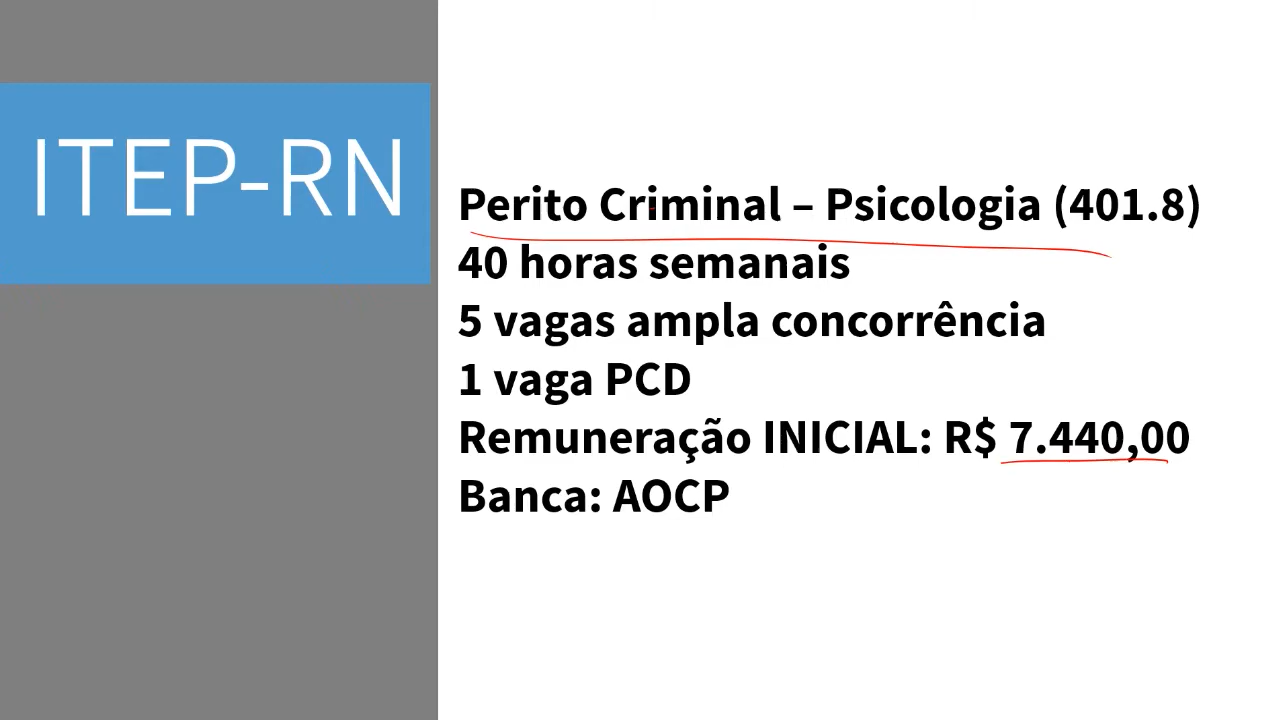 ITEP-RN
Perito Criminal – Psicologia (401.8)
40 horas semanais
5 vagas ampla concorrência
1 vaga PCD
Remuneração INICIAL: R$ 7.440,00
Banca: AOCP